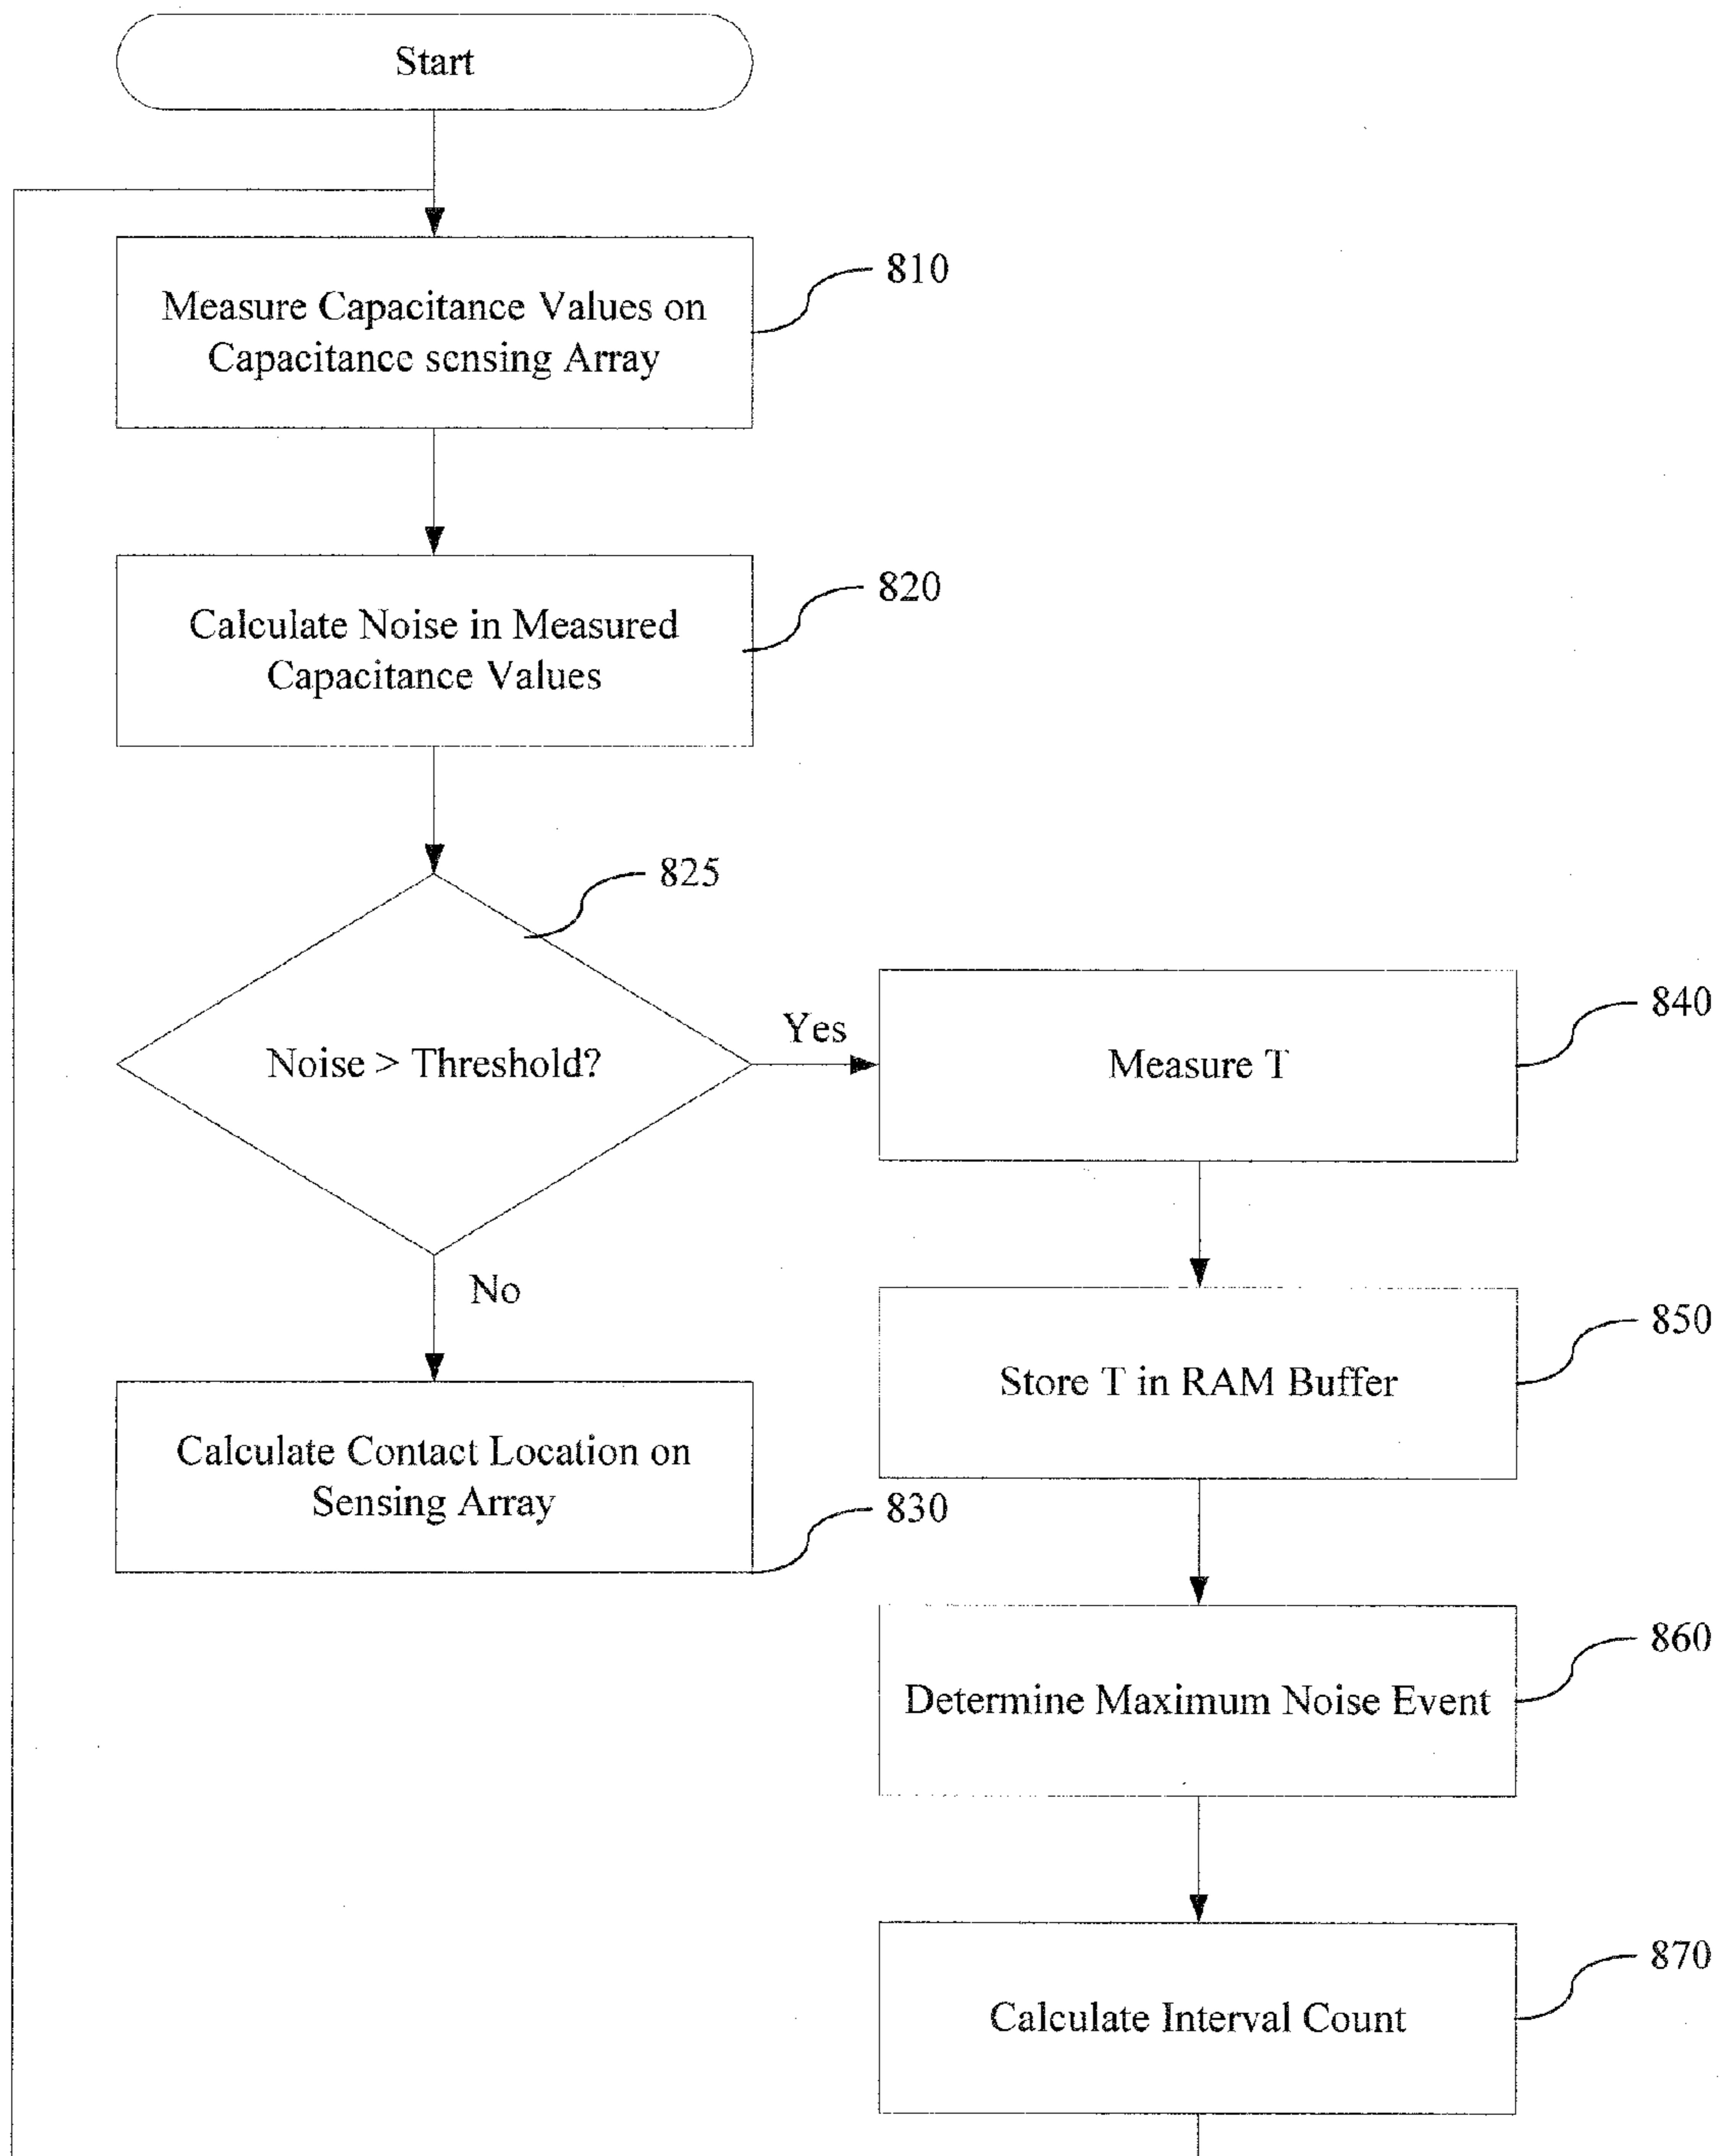 Start
810
Measure Capacitance Values on
Capacitance sensing Array
820
Calculate Noise in Measured
Capacitance Values
825
Noise > Threshold?
Yes
840
Measure T
No
850
Store T in RAM Buffer
Calculate Contact Location on
Sensing Array
830
860
Determine Maximum Noise Event
870
Calculate Interval Count